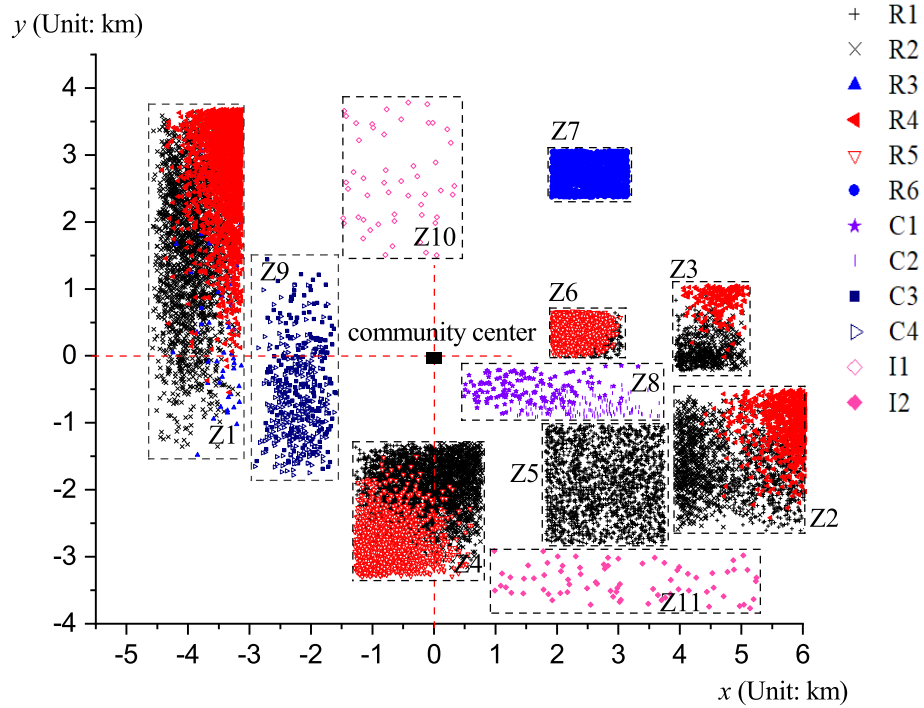 y (Unit: km)
4
3
2
1
0
-1
-2
-3
-4
-5
-4
-3
-2
-1
0
1
2
3
4
5
6
x (Unit: km)
community center
Z1
Z2
Z3
Z4
Z5
Z6
Z7
Z8
Z9
Z10
Z11
R1
R2
R3
R4
R5
R6
C1
C2
C3
C4
I1
I2